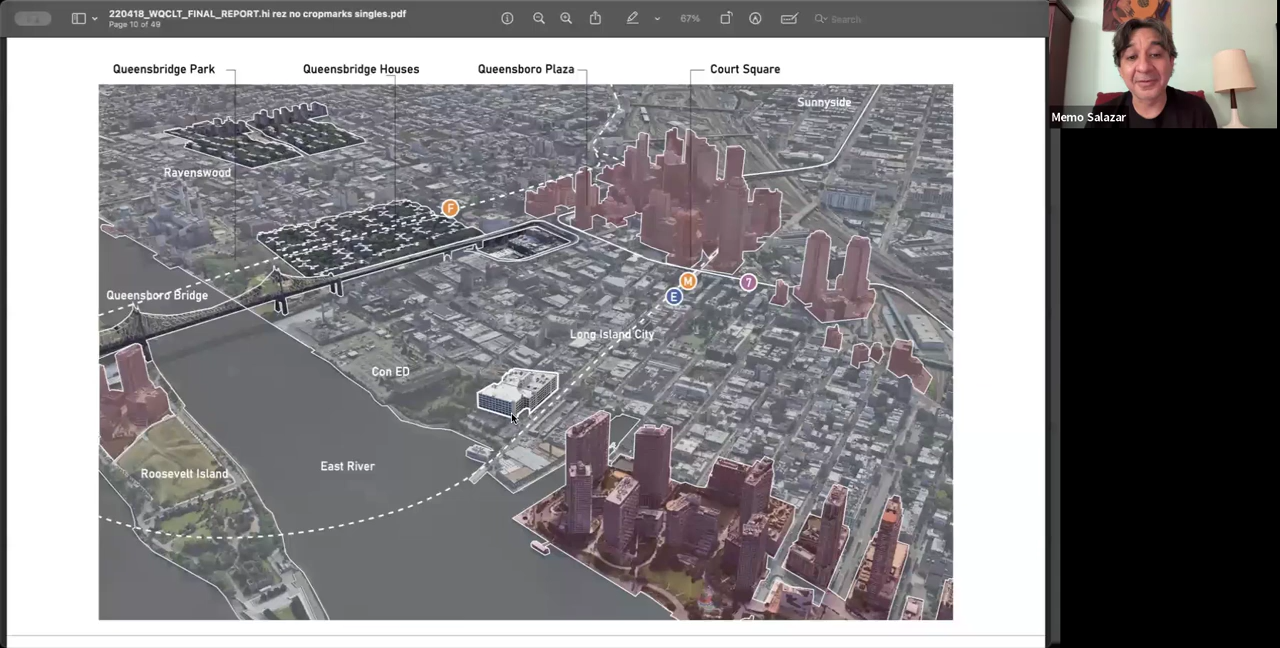 220418_WQCLT_FINAL_REPORT.hi rez no cropmarks singles.pdf
Page 10 of 49
67%
Search
Queensbridge Park
Queensbridge Houses
Queensboro Plaza
Court Square
Sunnyside
Ravenswood
F
Queensboro Bridge
M
7
E
Long Island City
Con ED
East River
Roosevelt Island
Memo Salazar